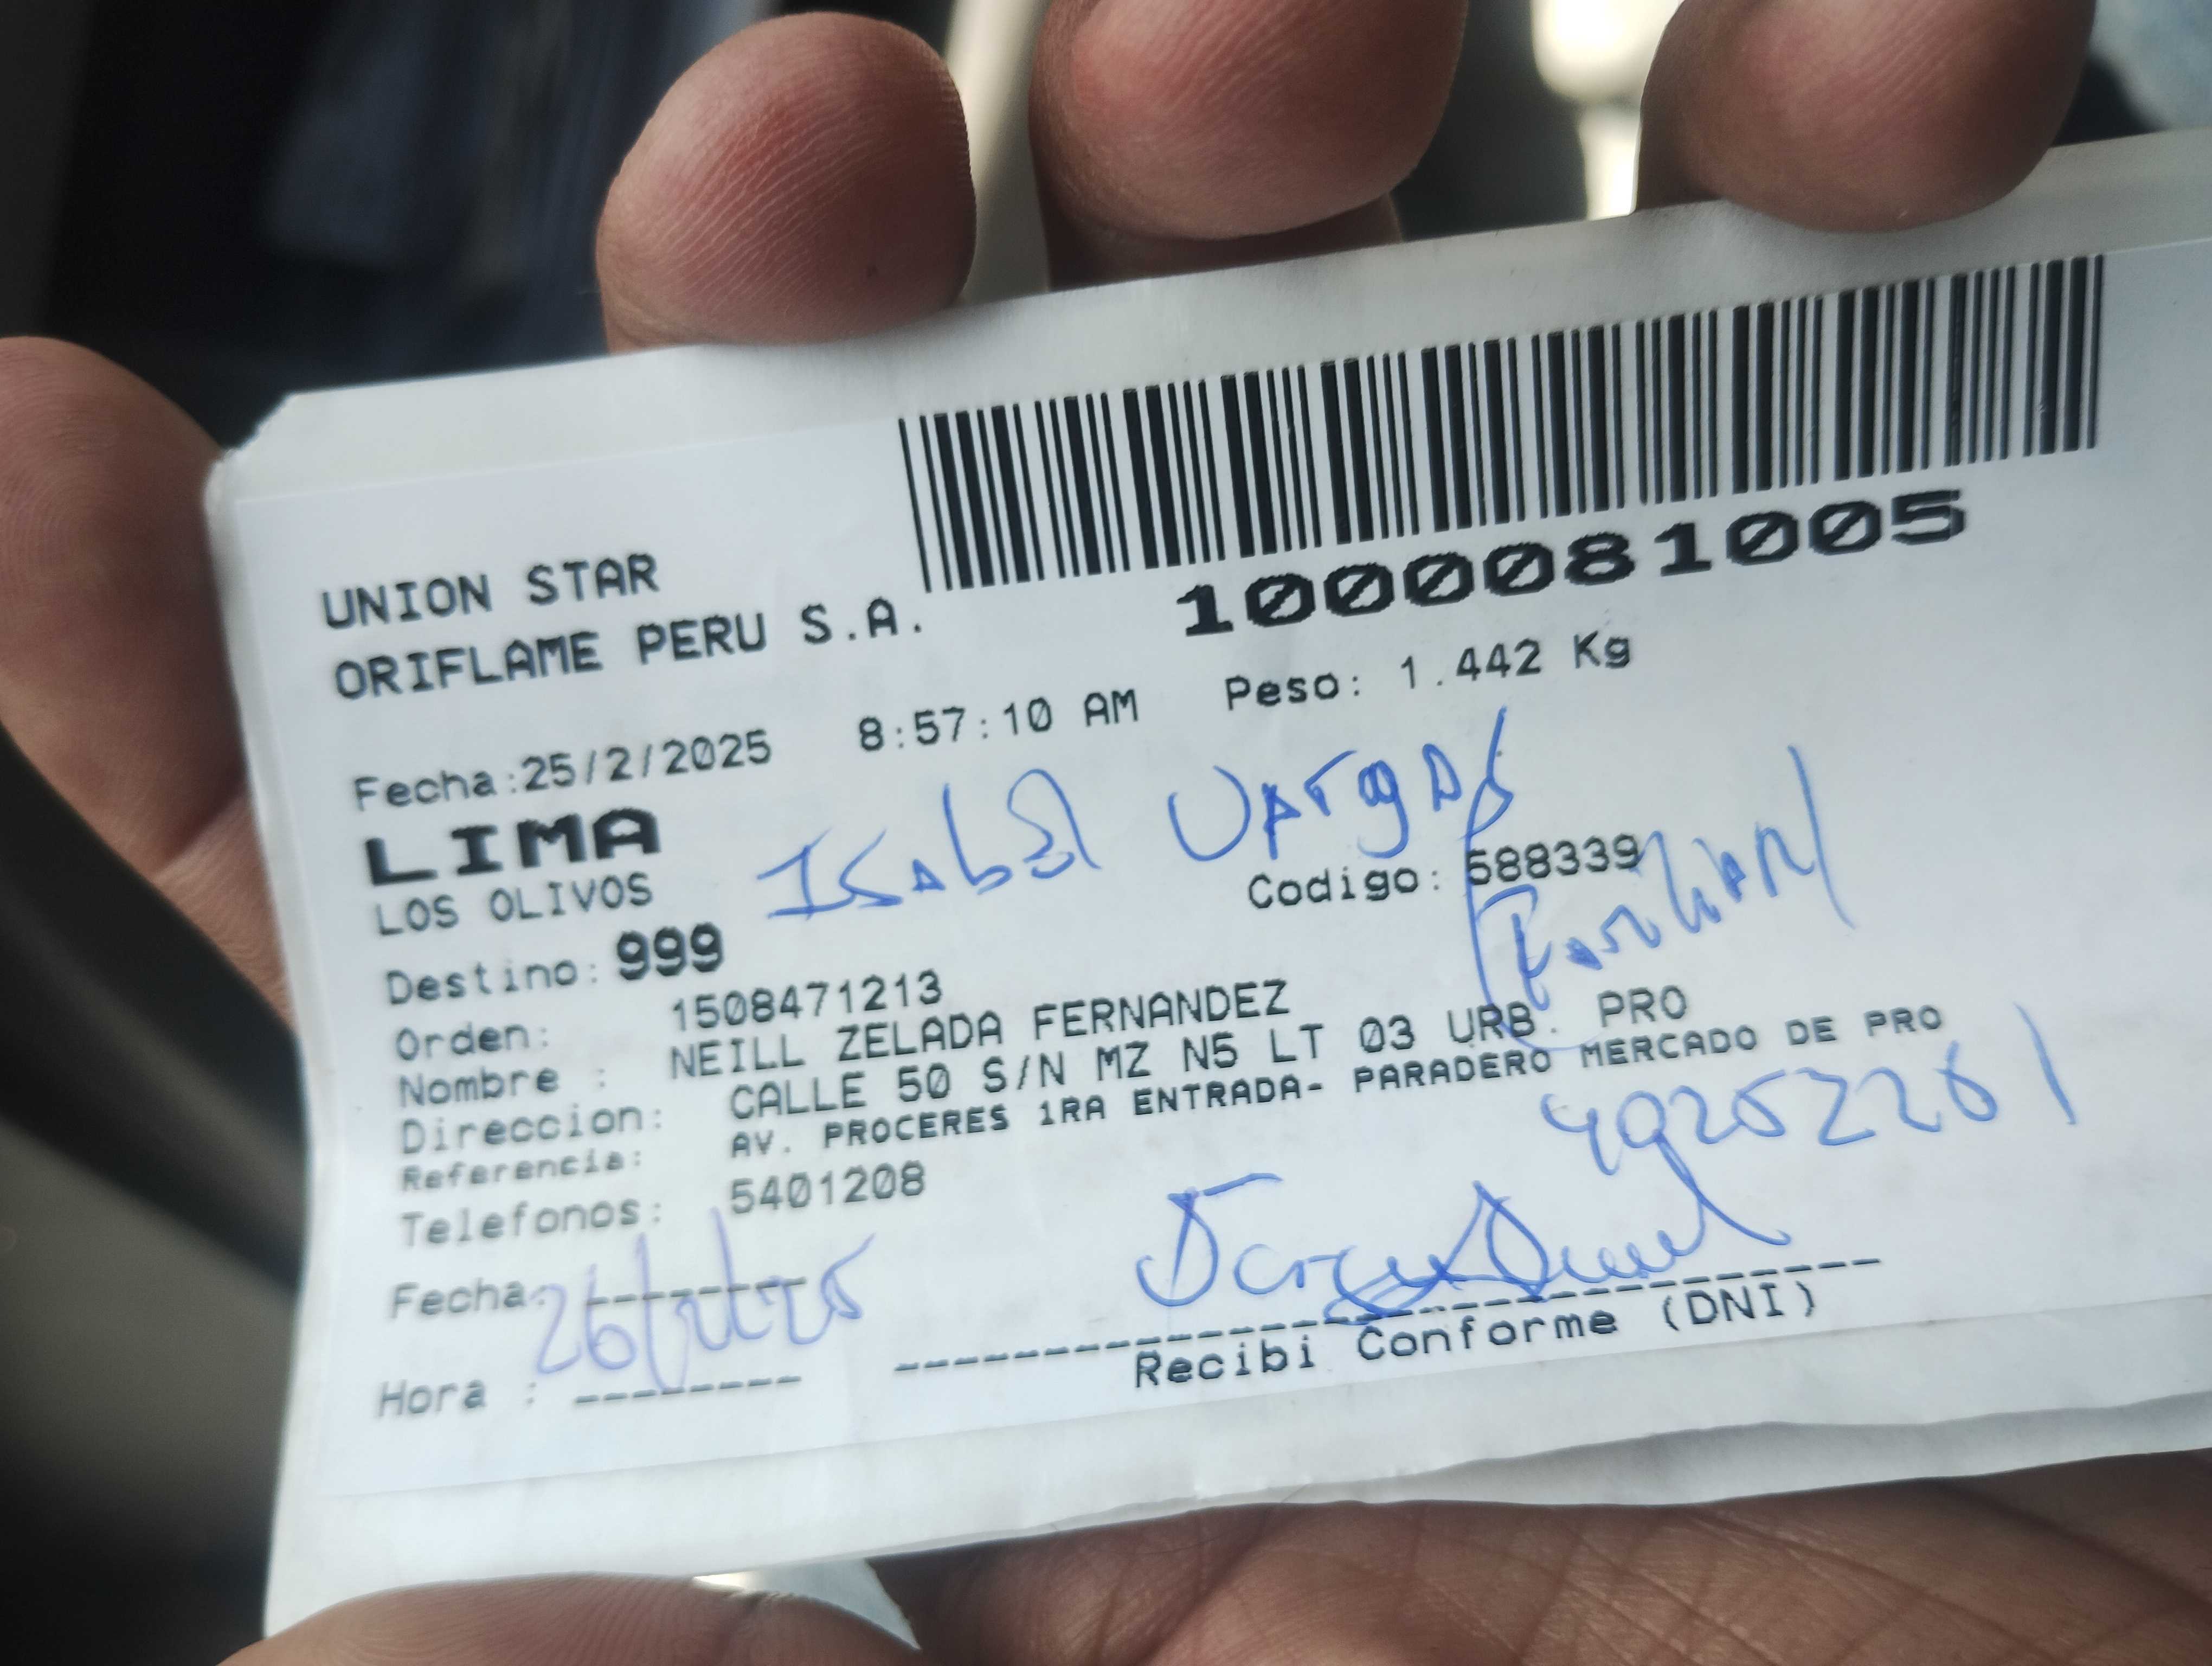 UNION STAR
ORIFLAME PERU S.A.
1000081005
Fecha:25/2/2025 8:57:10 AM Peso: 1.442 Kg
LIMA
Isabel Vargas
LOS OLIVOS
Codigo: 588339
(Familiar)
Destino: 999
Orden: 1508471213
Nombre : NEILL ZELADA FERNANDEZ
Direccion: CALLE 50 S/N MZ N5 LT 03 URB. PRO
Referencia: AV. PROCERES 1RA ENTRADA- PARADERO MERCADO DE PRO
Telefonos: 5401208
Fecha:
Hora :
Recibi Conforme (DNI)